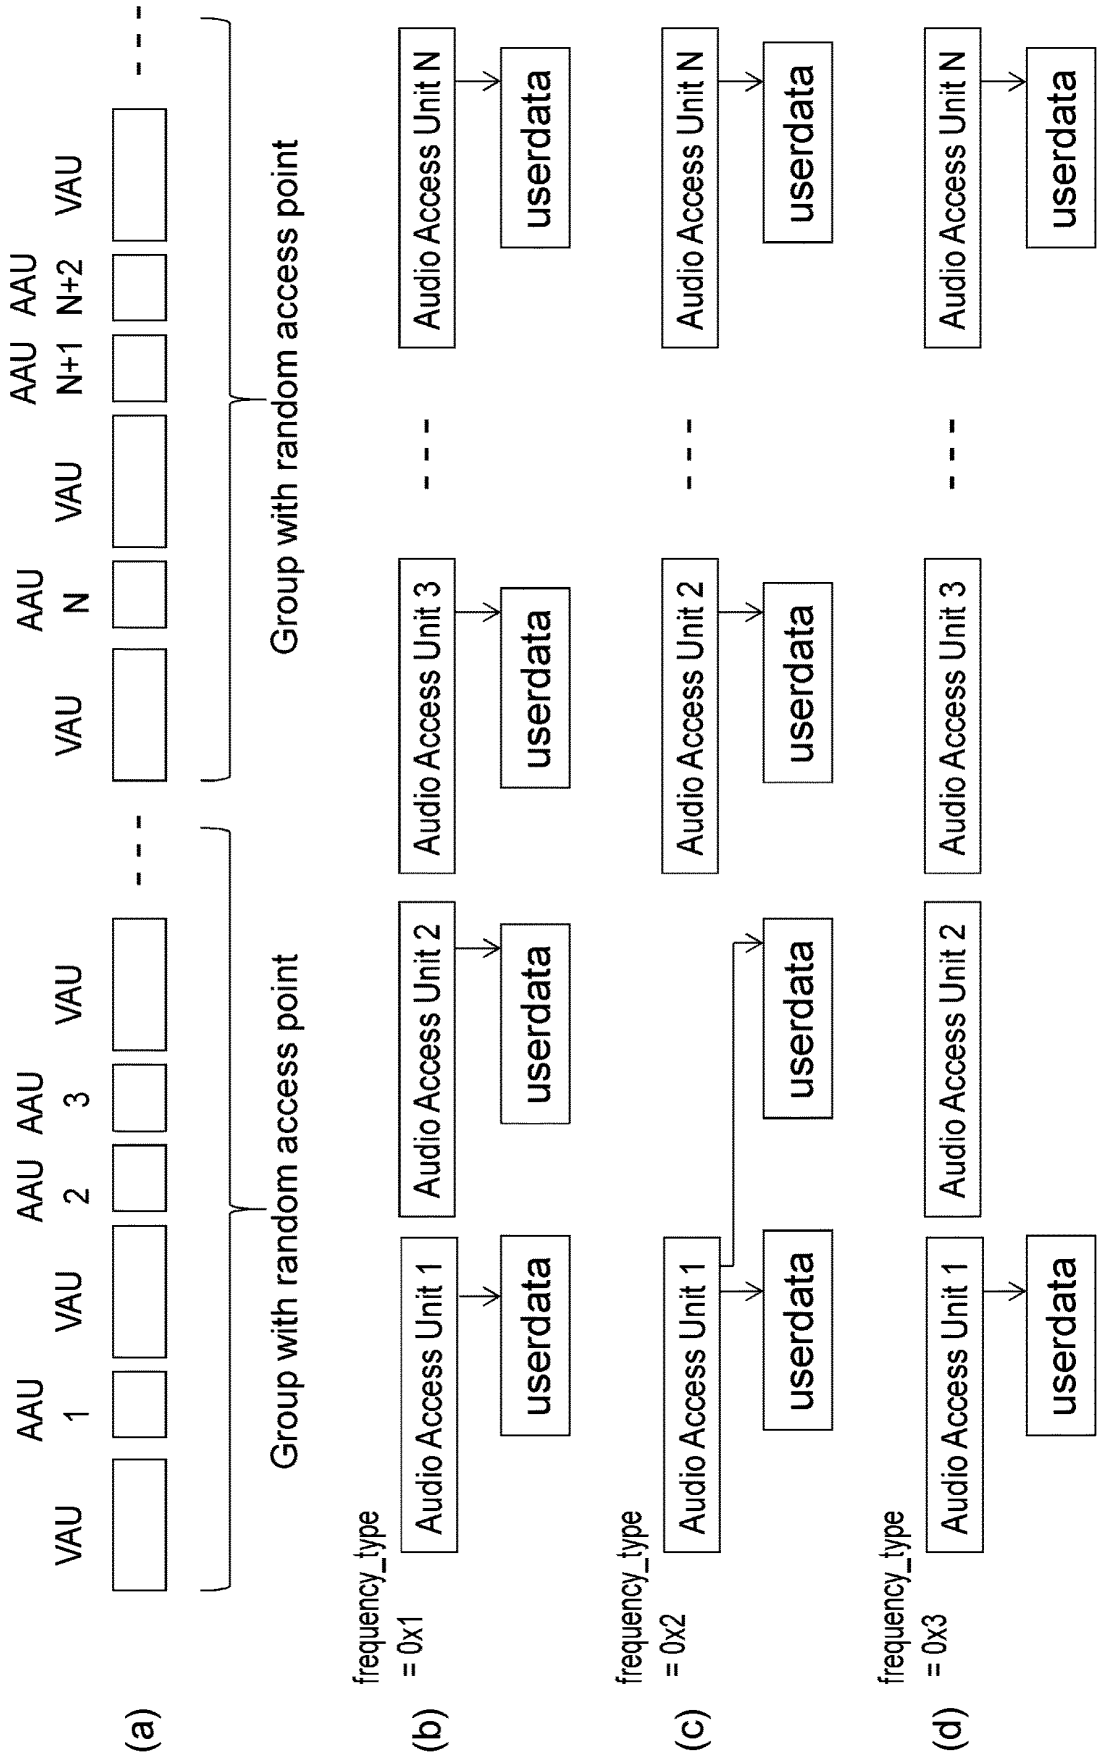 (a)
VAU
AAU
1
VAU
AAU
2
AAU
3
VAU
- - -
VAU
AAU
N
VAU
AAU
N+1
AAU
N+2
VAU
- - -
Group with random access point
Group with random access point
(b)
frequency_type
= 0x1
Audio Access Unit 1
Audio Access Unit 2
Audio Access Unit 3
- - -
Audio Access Unit N
userdata
userdata
userdata
userdata
(c)
frequency_type
= 0x2
Audio Access Unit 1
Audio Access Unit 2
- - -
Audio Access Unit N
userdata
userdata
userdata
userdata
(d)
frequency_type
= 0x3
Audio Access Unit 1
Audio Access Unit 2
Audio Access Unit 3
- - -
Audio Access Unit N
userdata
userdata